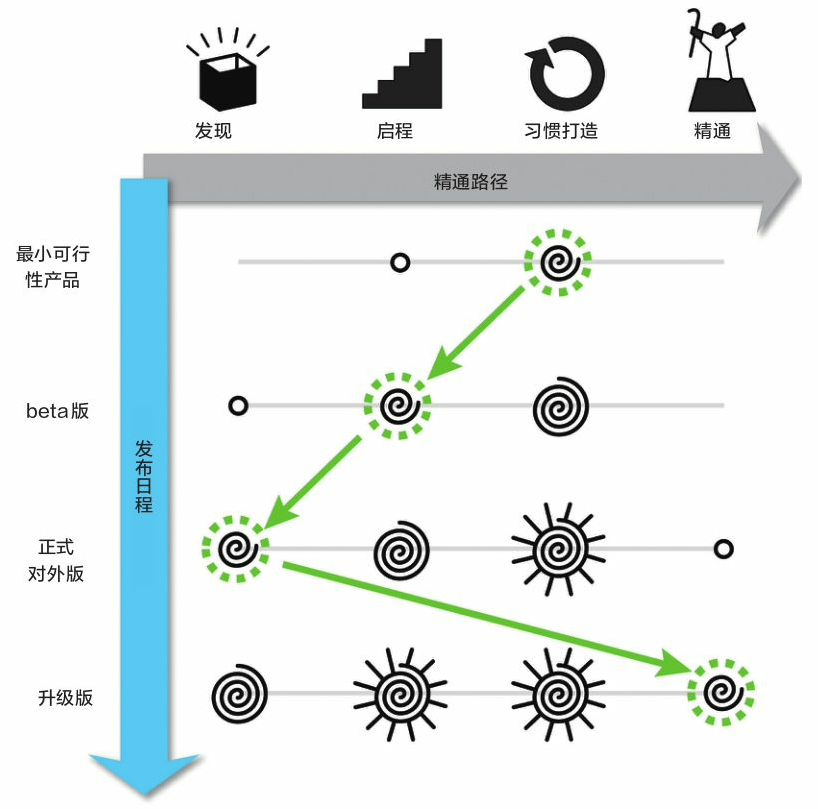 发现
启程
习惯打造
精通
精通路径
最小可行
性产品
beta版
发布日程
正式
对外版
升级版